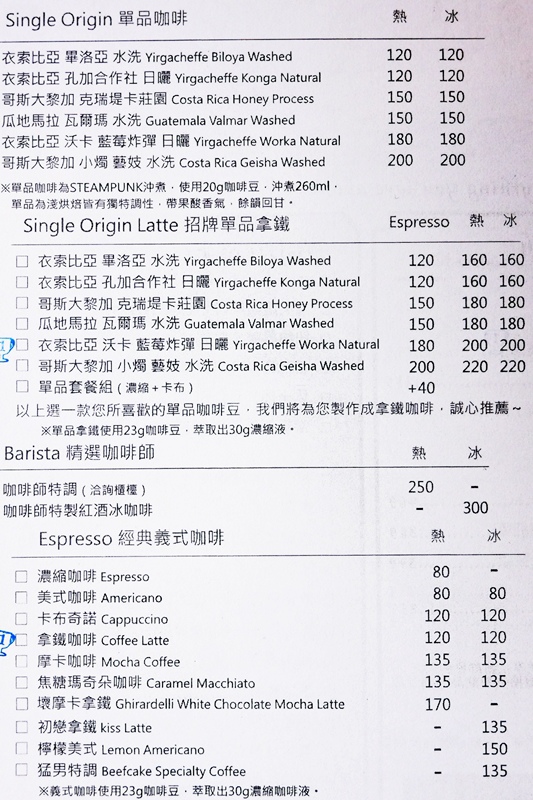 Single Origin 單品咖啡 熱 冰
衣索比亞 畢洛亞 水洗 Yirgacheffe Biloya Washed 120 120
衣索比亞 孔加合作社 日曬 Yirgacheffe Konga Natural 120 120
哥斯大黎加 克瑞堤卡莊園 Costa Rica Honey Process 150 150
瓜地馬拉 瓦爾瑪 水洗 Guatemala Valmar Washed 150 150
衣索比亞 沃卡 藍莓炸彈 日曬 Yirgacheffe Worka Natural 180 180
哥斯大黎加 小燭 藝妓 水洗 Costa Rica Geisha Washed 200 200
※單品咖啡為STEAMPUNK沖煮，使用20g咖啡豆，沖煮260ml，
單品為淺烘焙皆有獨特調性，帶果酸香氣，餘韻回甘。
Single Origin Latte 招牌單品拿鐵 Espresso 熱 冰
衣索比亞 畢洛亞 水洗 Yirgacheffe Biloya Washed 120 160 160
衣索比亞 孔加合作社 日曬 Yirgacheffe Konga Natural 120 160 160
哥斯大黎加 克瑞堤卡莊園 Costa Rica Honey Process 150 180 180
瓜地馬拉 瓦爾瑪 水洗 Guatemala Valmar Washed 150 180 180
衣索比亞 沃卡 藍莓炸彈 日曬 Yirgacheffe Worka Natural 180 200 200
哥斯大黎加 小燭 藝妓 水洗 Costa Rica Geisha Washed 200 220 220
單品套餐組（濃縮+卡布） +40
以上選一款您所喜歡的單品咖啡豆，我們將為您製作成拿鐵咖啡，誠心推薦~
※單品拿鐵使用23g咖啡豆，萃取出30g濃縮液。
Barista 精選咖啡師 熱 冰
咖啡師特調（洽詢櫃檯） 250 –
咖啡師特製紅酒冰咖啡 – 300
Espresso 經典義式咖啡 熱 冰
濃縮咖啡 Espresso 80 –
美式咖啡 Americano 80 80
卡布奇諾 Cappuccino 120 120
拿鐵咖啡 Coffee Latte 120 120
摩卡咖啡 Mocha Coffee 135 135
焦糖瑪奇朵咖啡 Caramel Macchiato 135 135
壞摩卡拿鐵 Ghirardelli White Chocolate Mocha Latte 170 –
初戀拿鐵 kiss Latte – 135
檸檬美式 Lemon Americano – 150
猛男特調 Beefcake Specialty Coffee – 135
※義式咖啡使用23g咖啡豆，萃取出30g濃縮咖啡液。